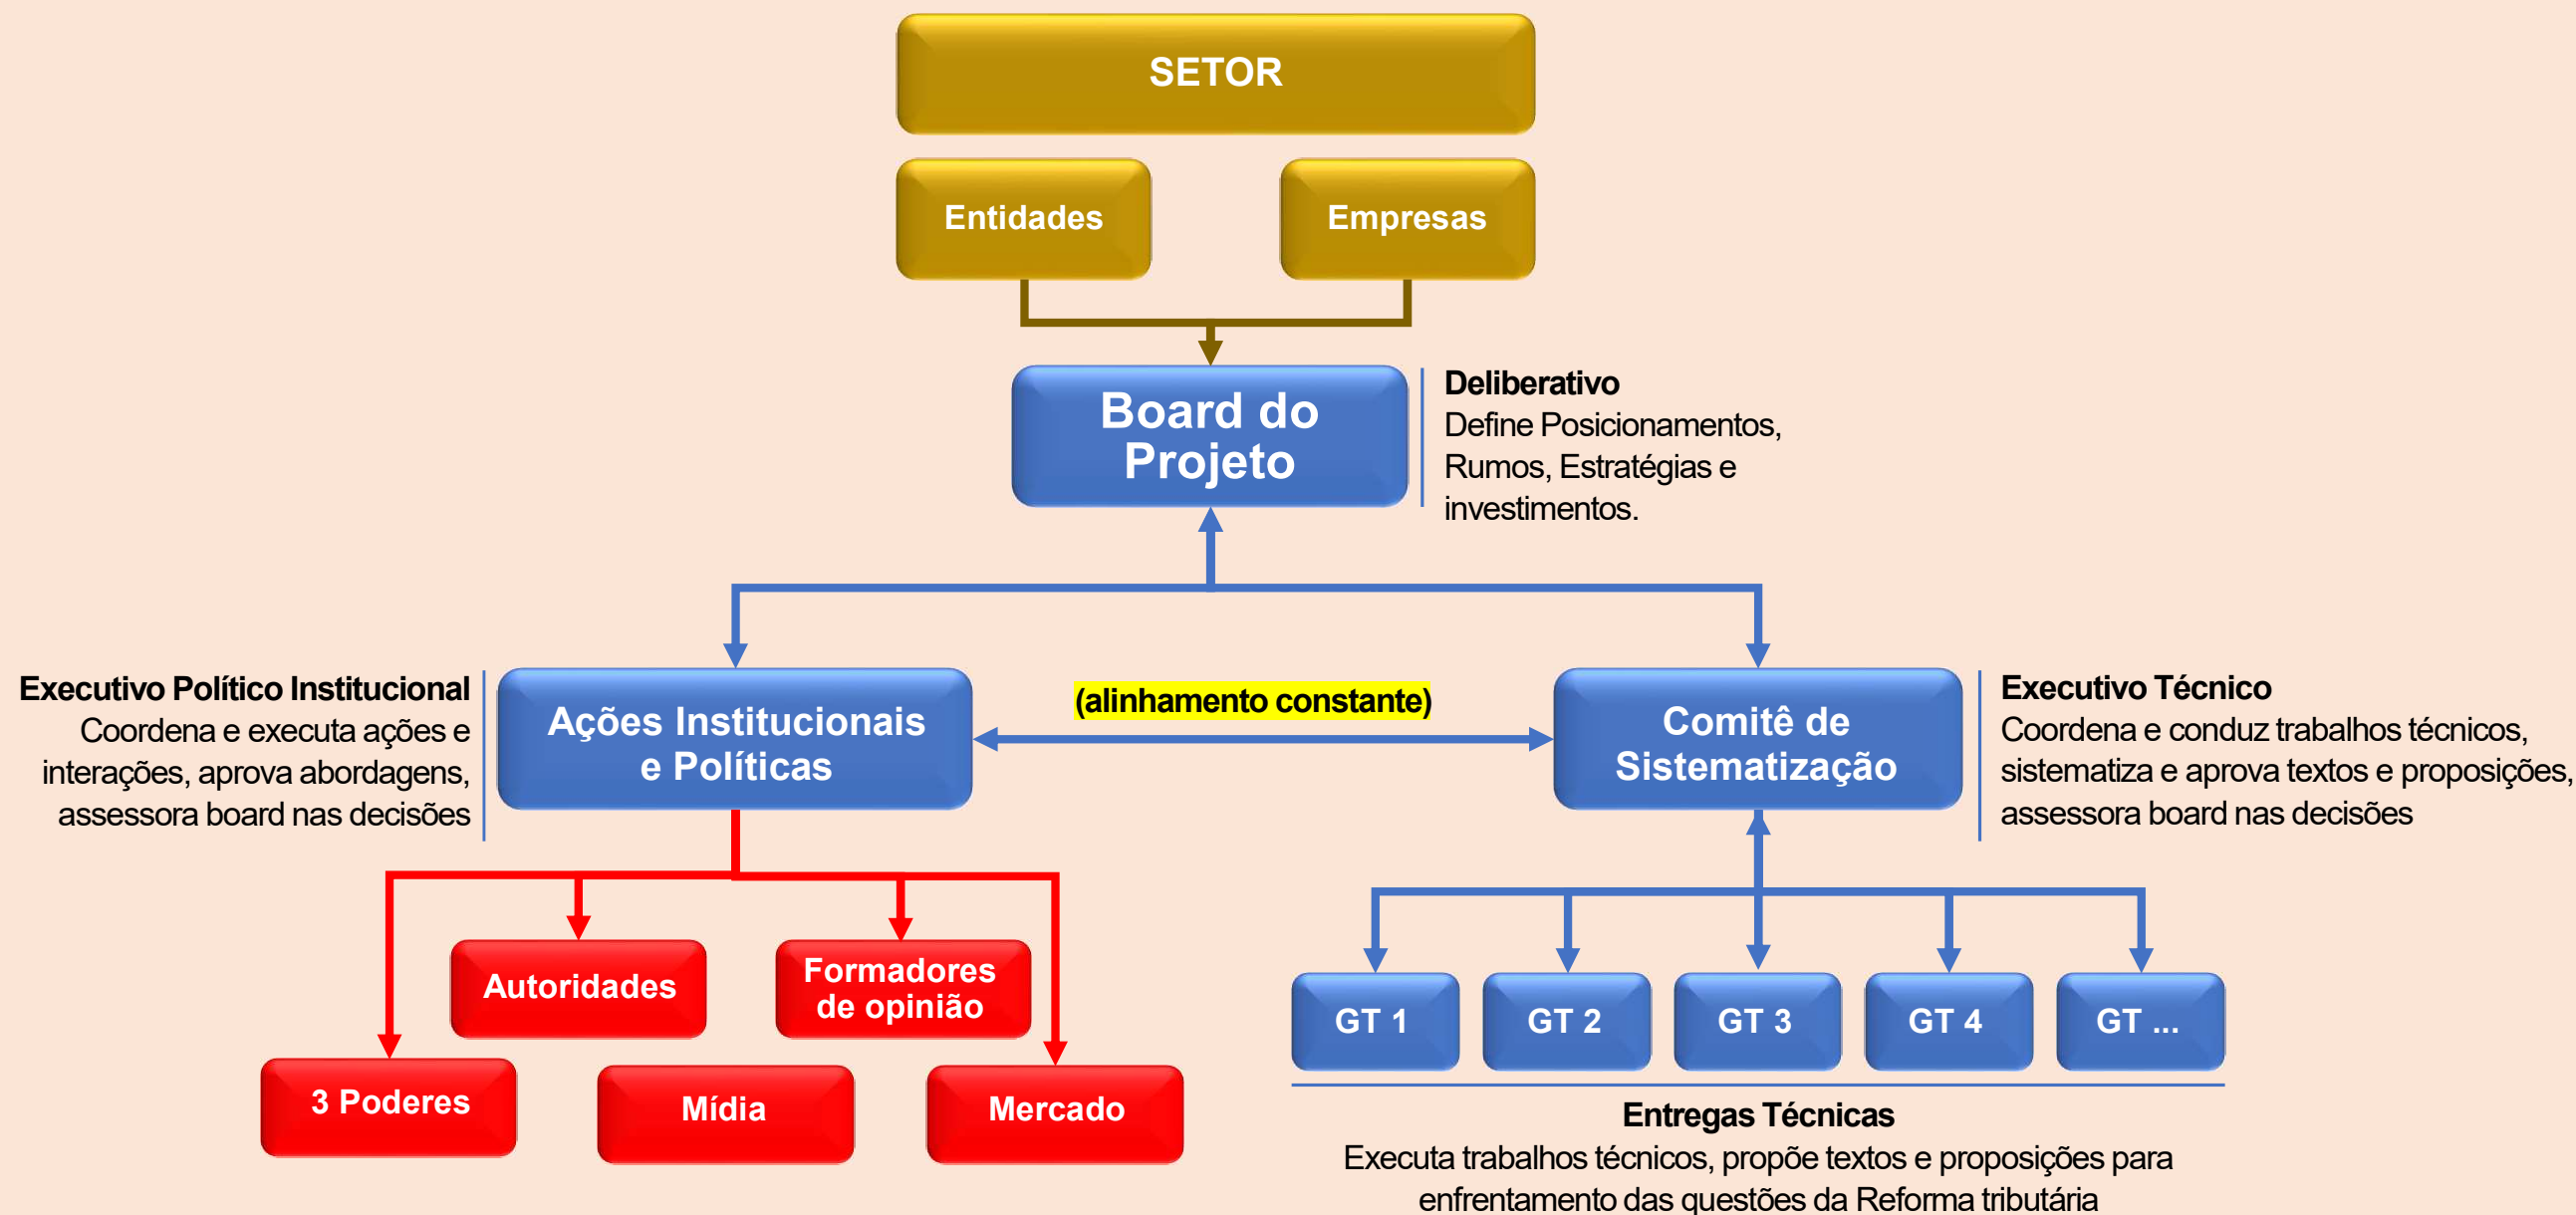 SETOR
Entidades
Empresas
Board do
Projeto
Deliberativo
Define Posicionamentos,
Rumos, Estratégias e
investimentos.
Executivo Político Institucional
Coordena e executa ações e
interações, aprova abordagens,
assessora board nas decisões
Ações Institucionais
e Políticas
(alinhamento constante)
Comitê de
Sistematização
Executivo Técnico
Coordena e conduz trabalhos técnicos,
sistematiza e aprova textos e proposições,
assessora board nas decisões
Autoridades
Formadores
de opinião
3 Poderes
Mídia
Mercado
GT 1
GT 2
GT 3
GT 4
GT ...
Entregas Técnicas
Executa trabalhos técnicos, propõe textos e proposições para
enfrentamento das questões da Reforma tributária